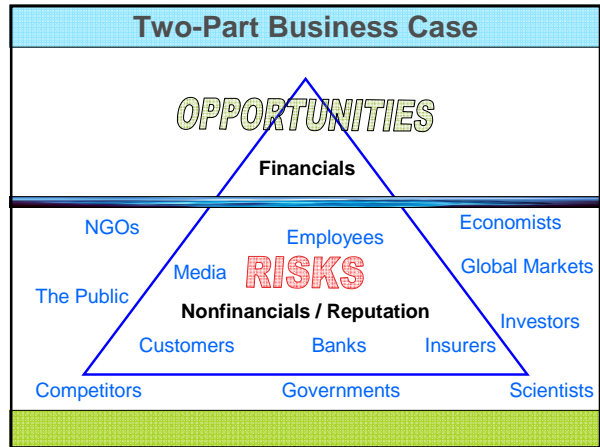 Two-Part Business Case
OPPORTUNITIES
Financials
NGOs
Economists
Employees
Media
RISKS
Global Markets
The Public
Nonfinancials / Reputation
Investors
Customers
Banks
Insurers
Competitors
Governments
Scientists